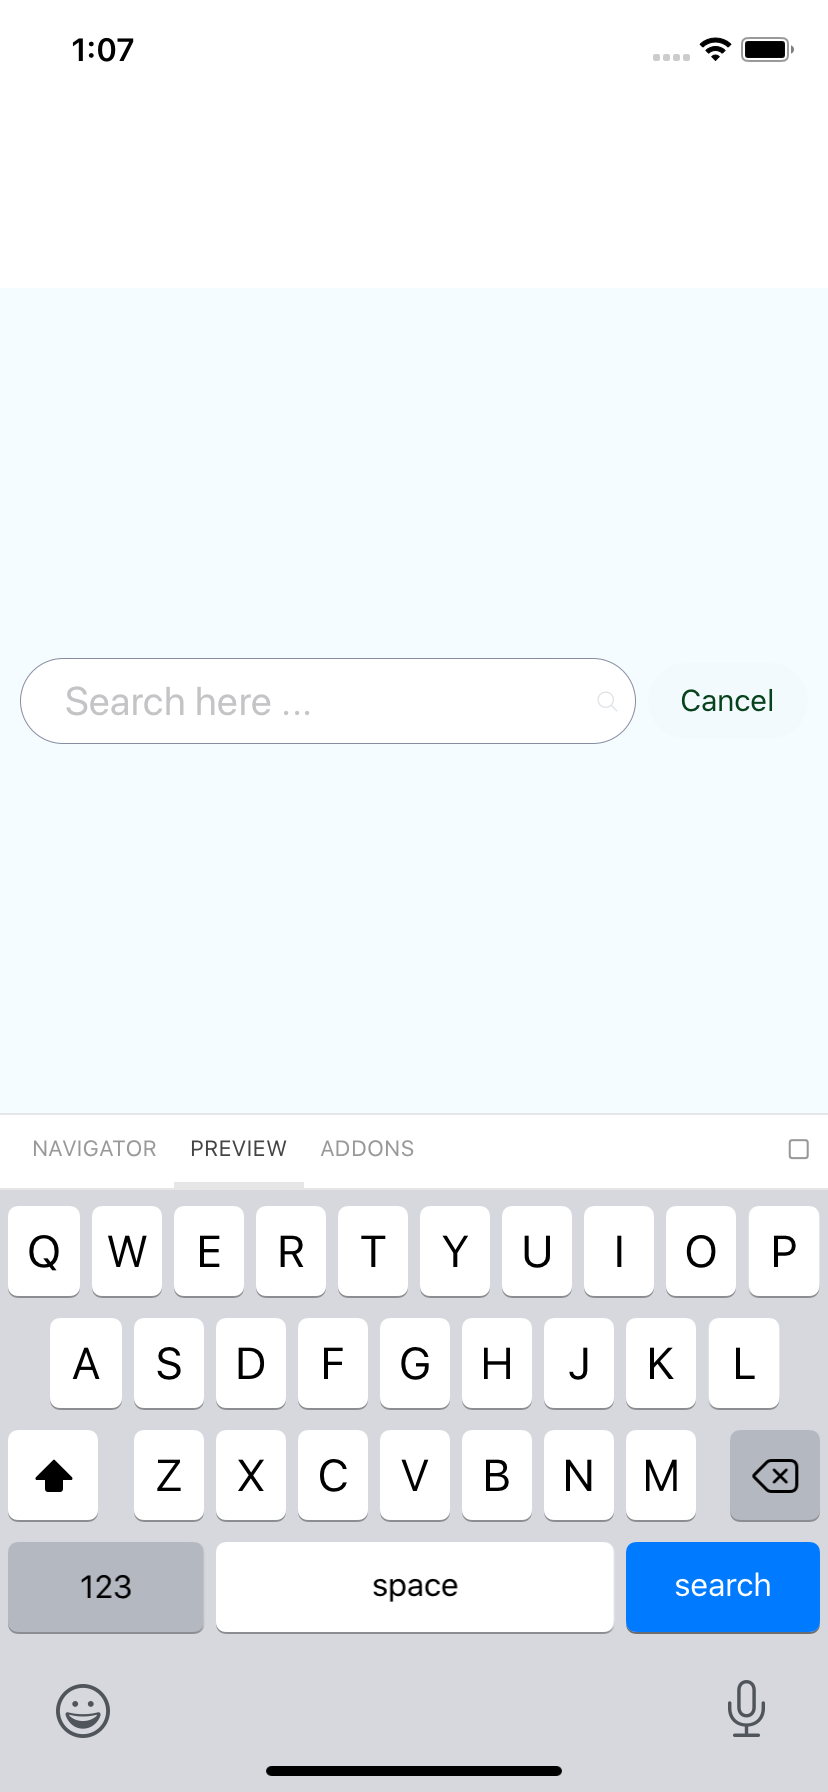 1:07
Search here ...
Cancel
NAVIGATOR PREVIEW ADDONS
Q W E R T Y U I O P
A S D F G H J K L
Z X C V B N M
123 space search